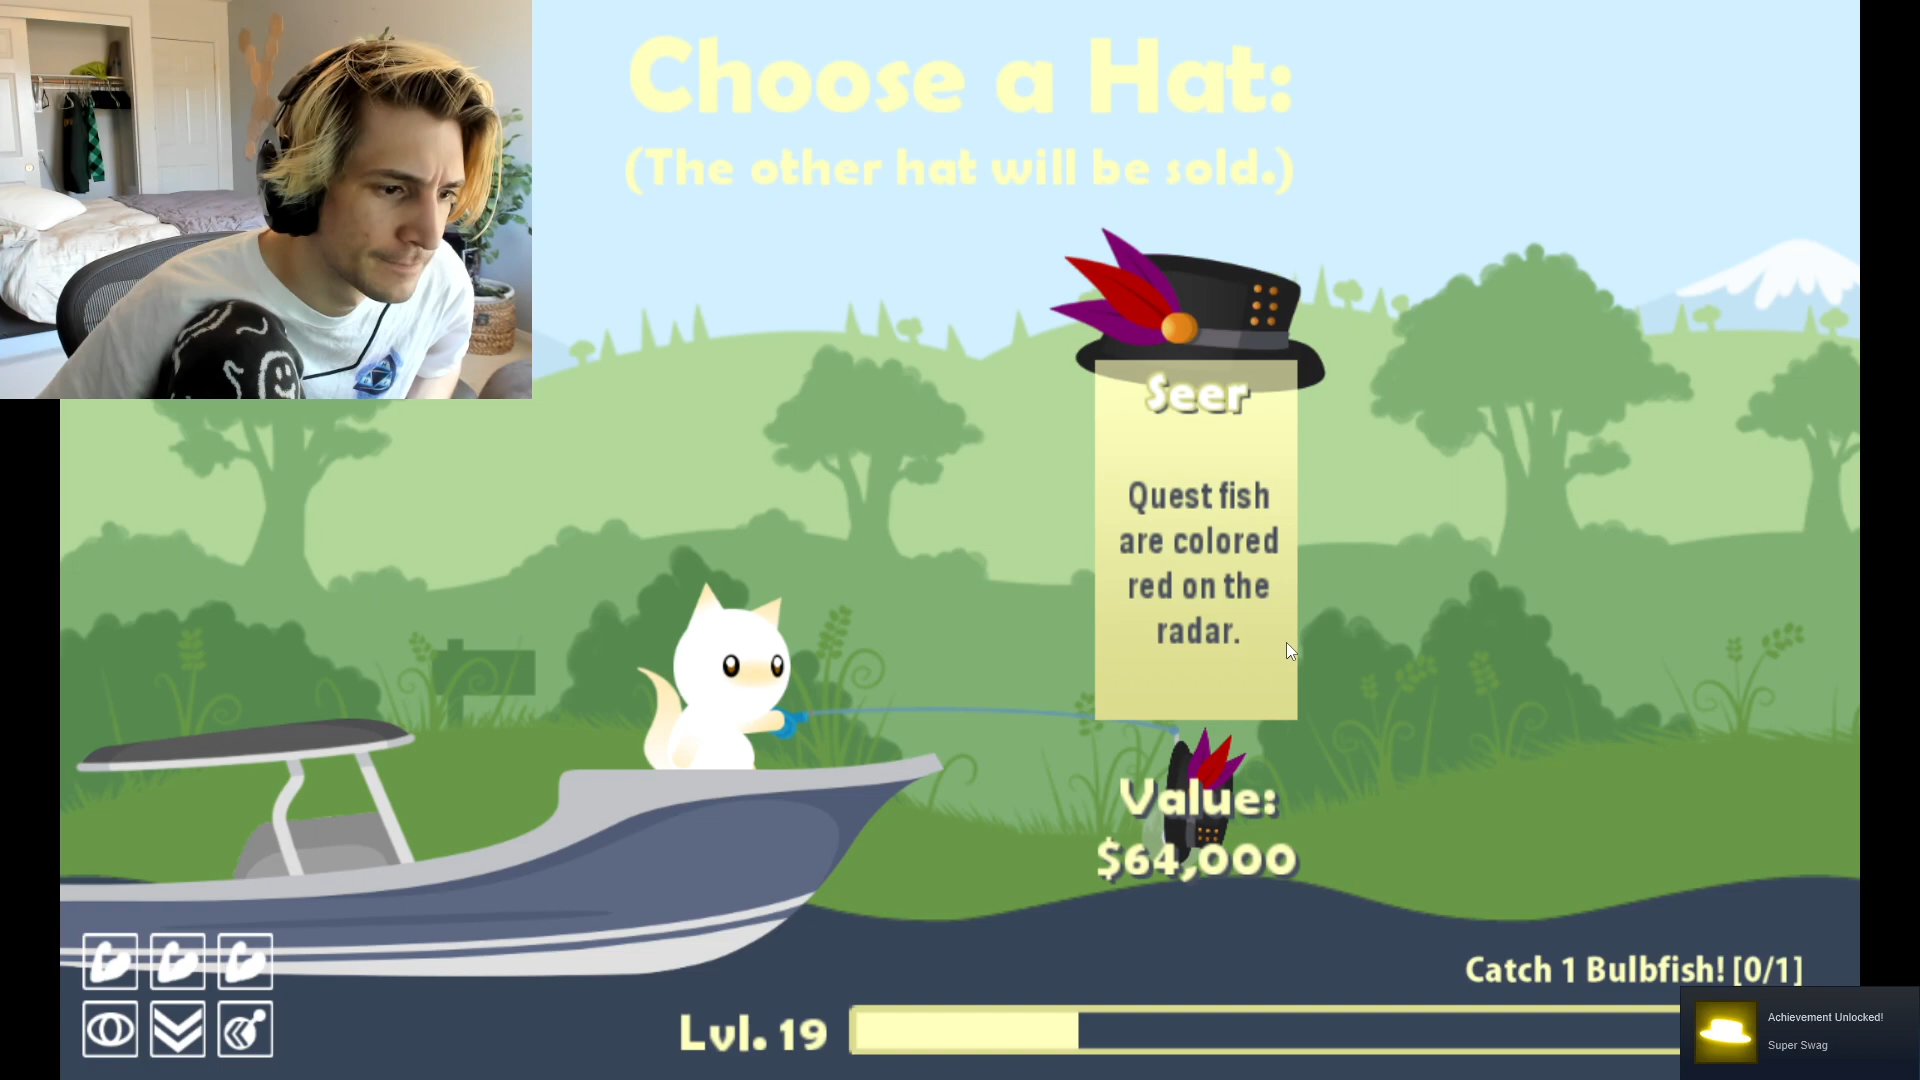 Choose a Hat:
(The other hat will be sold.)
Seer
Quest fish
are colored
red on the
radar.
Value:
$64,000
Catch 1 Bulbfish! [0/1]
Lvl. 19
Achievement Unlocked!
Super Swag